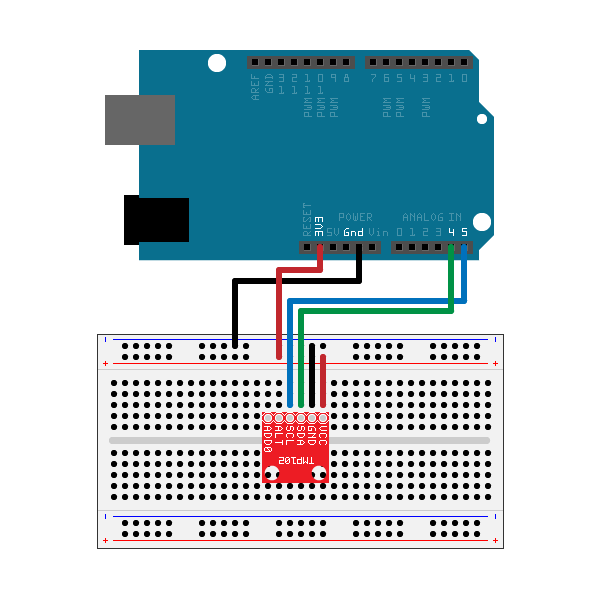 AREF
GND
13
12
11
10
9
8
7
6
5
4
3
2
1
0
PWM
PWM
PWM
PWM
PWM
PWM
POWER
ANALOG IN
RESET
3V3
5V
Gnd
Vin
0
1
2
3
4
5
ADD0
ALT
SCL
SDA
GND
VCC
TMP102